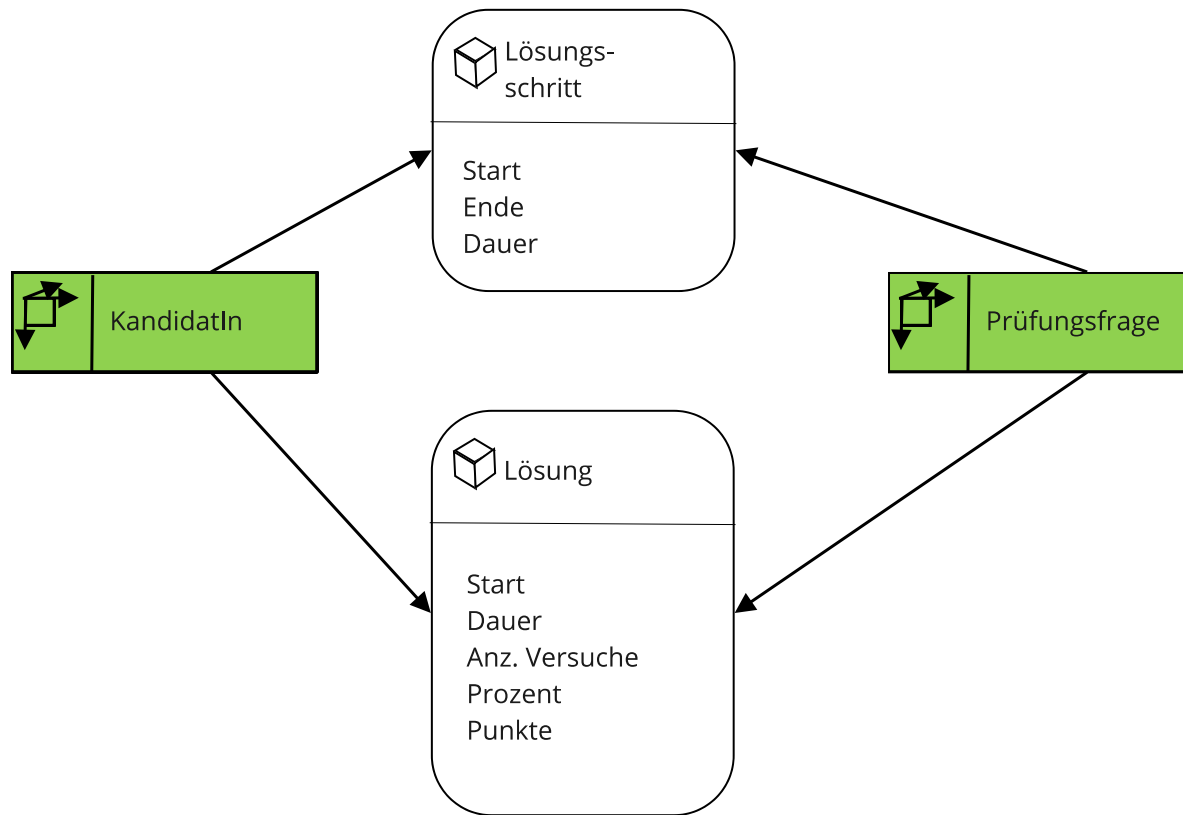 Lösungs-
schritt
Start
Ende
Dauer
KandidatIn
Prüfungsfrage
Lösung
Start
Dauer
Anz. Versuche
Prozent
Punkte